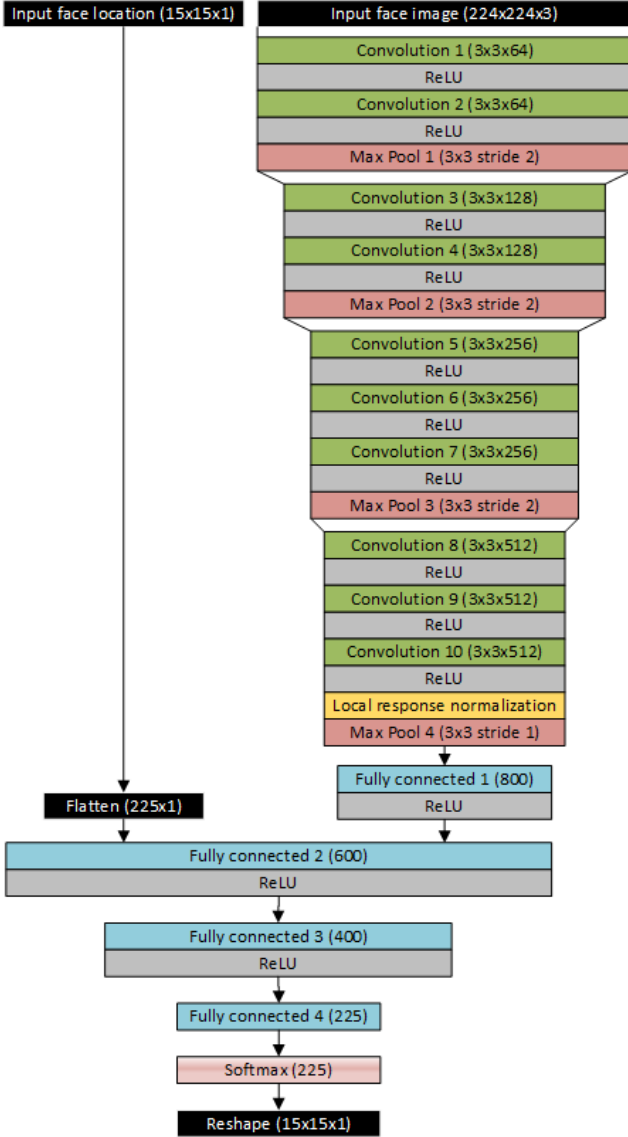 Input face location (15x15x1)
Input face image (224x224x3)
Convolution 1 (3x3x64)
ReLU
Convolution 2 (3x3x64)
ReLU
Max Pool 1 (3x3 stride 2)
Convolution 3 (3x3x128)
ReLU
Convolution 4 (3x3x128)
ReLU
Max Pool 2 (3x3 stride 2)
Convolution 5 (3x3x256)
ReLU
Convolution 6 (3x3x256)
ReLU
Convolution 7 (3x3x256)
ReLU
Max Pool 3 (3x3 stride 2)
Convolution 8 (3x3x512)
ReLU
Convolution 9 (3x3x512)
ReLU
Convolution 10 (3x3x512)
ReLU
Local response normalization
Max Pool 4 (3x3 stride 1)
Fully connected 1 (800)
ReLU
Flatten (225x1)
Fully connected 2 (600)
ReLU
Fully connected 3 (400)
ReLU
Fully connected 4 (225)
Softmax (225)
Reshape (15x15x1)